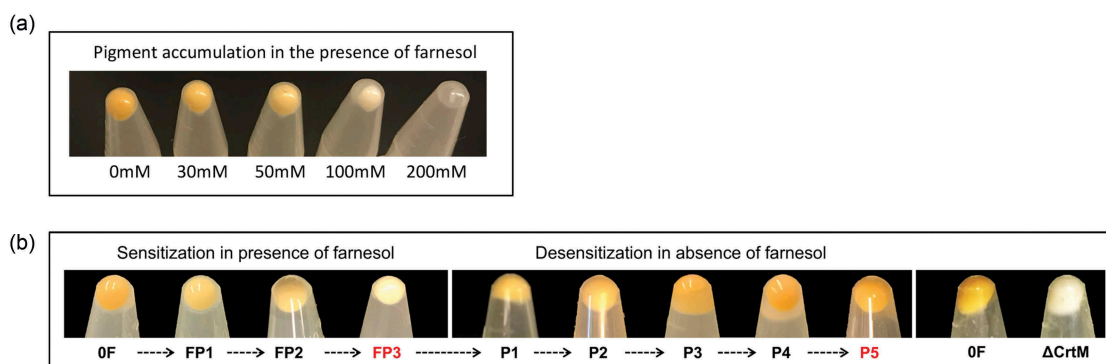 (a)
Pigment accumulation in the presence of farnesol
0mM 30mM 50mM 100mM 200mM
(b)
Sensitization in presence of farnesol Desensitization in absence of farnesol
0F FP1 FP2 FP3 P1 P2 P3 P4 P5 0F ΔCrtM